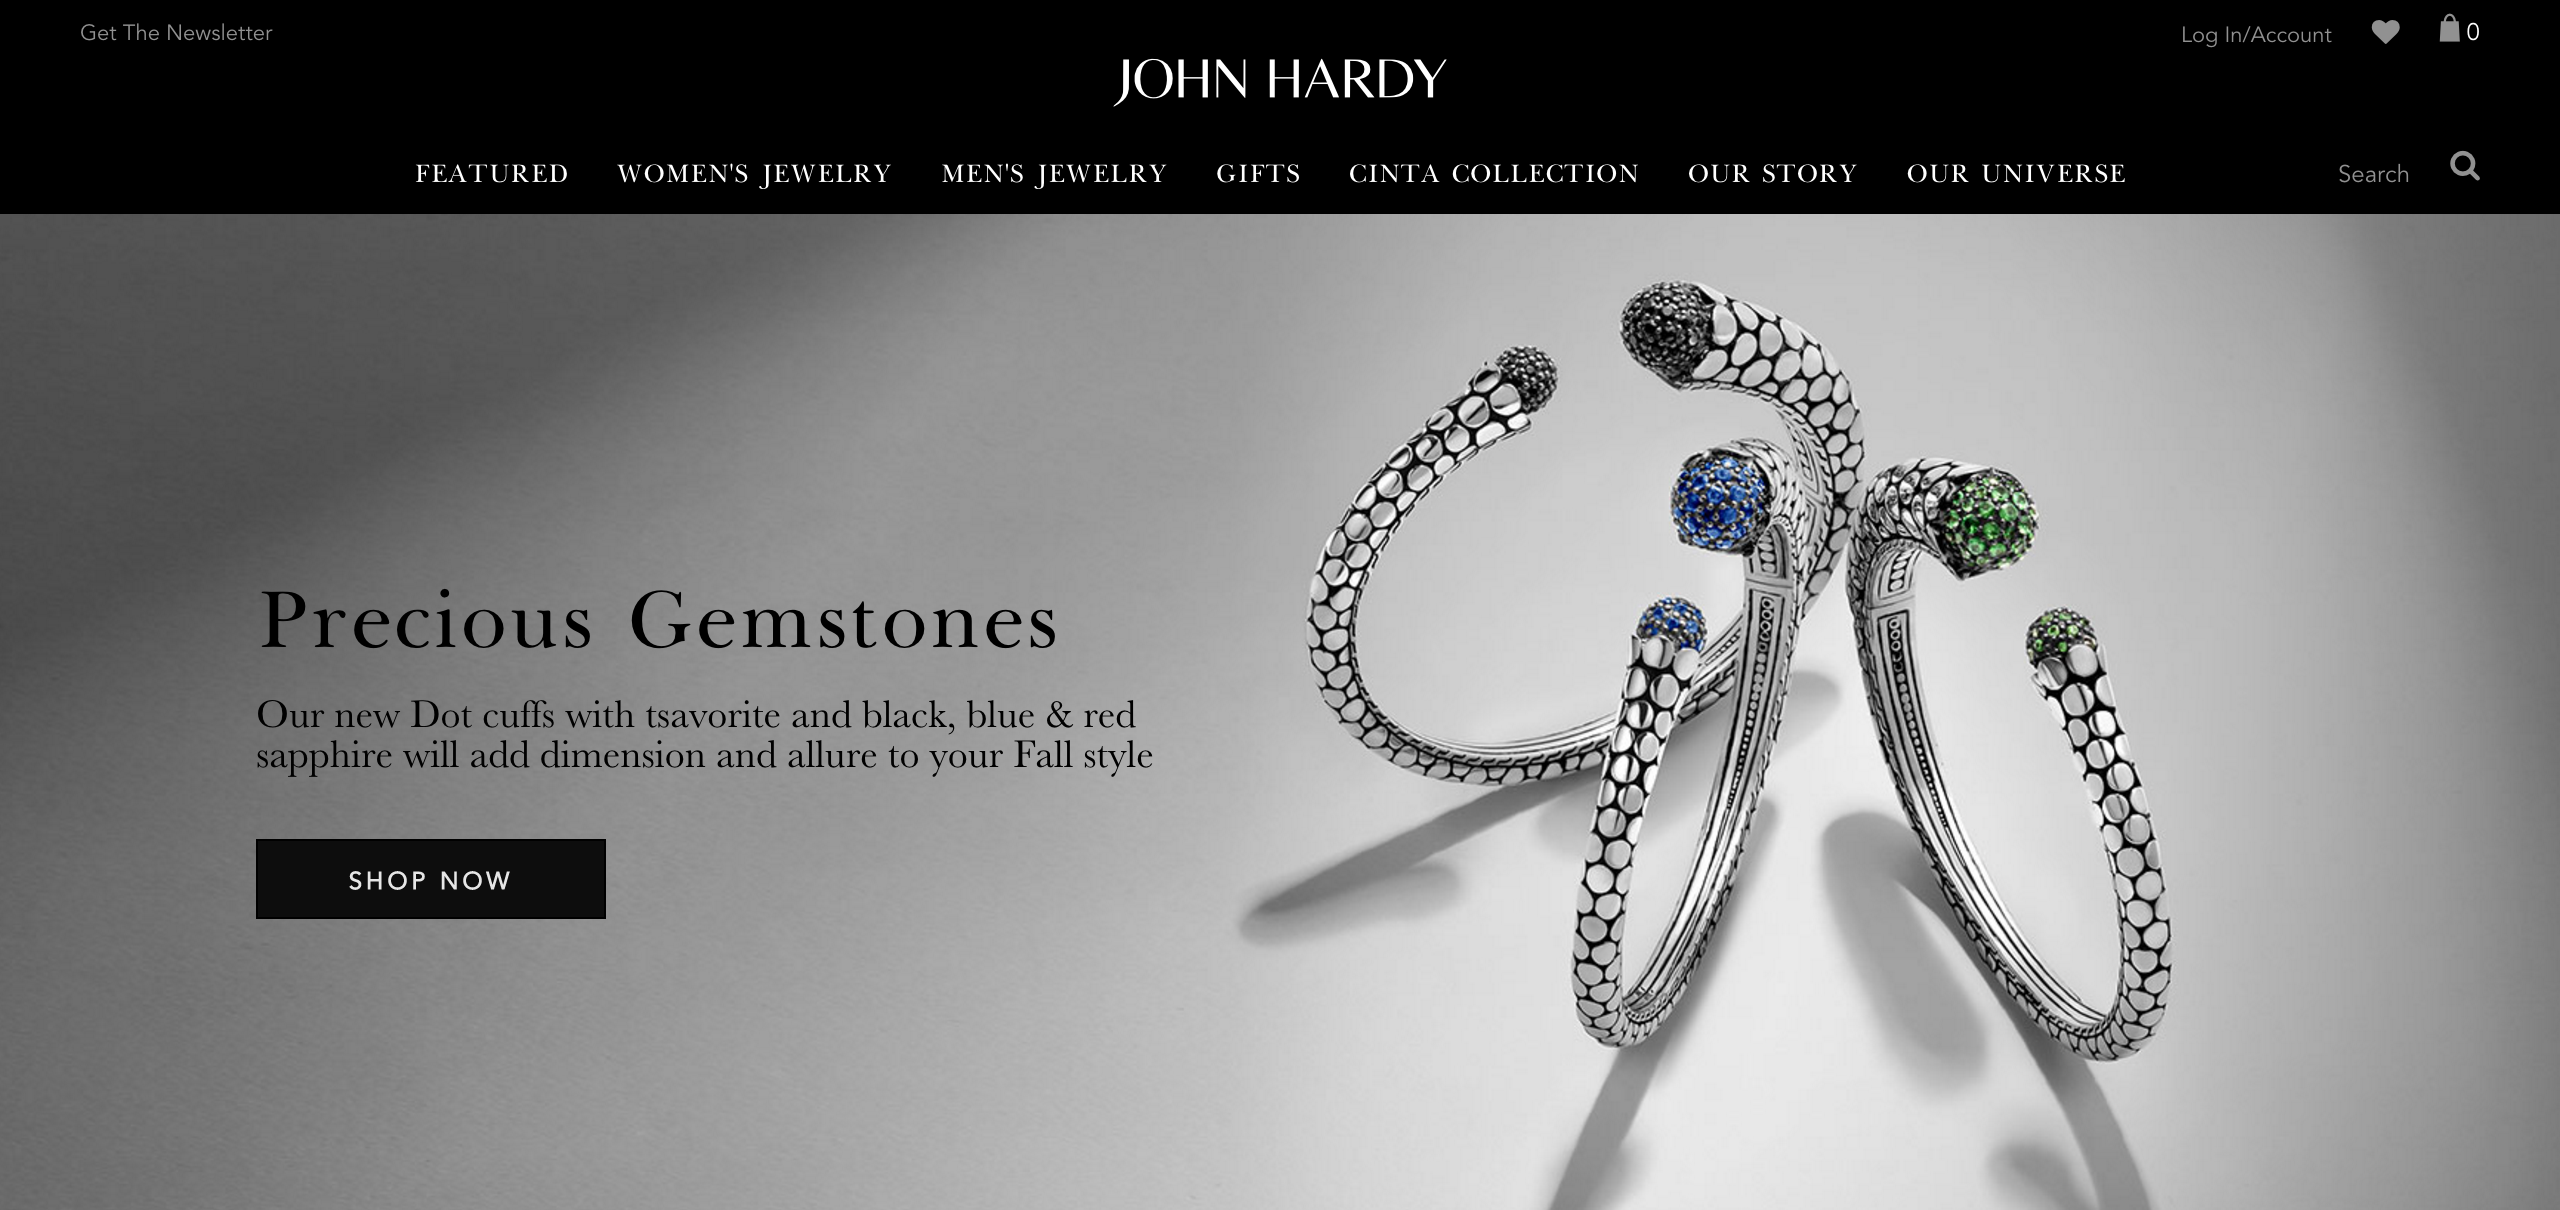 Get The Newsletter
Log In/Account
0
JOHN HARDY
FEATURED WOMEN'S JEWELRY MEN'S JEWELRY GIFTS CINTA COLLECTION OUR STORY OUR UNIVERSE Search
Precious Gemstones
Our new Dot cuffs with tsavorite and black, blue & red
sapphire will add dimension and allure to your Fall style
SHOP NOW